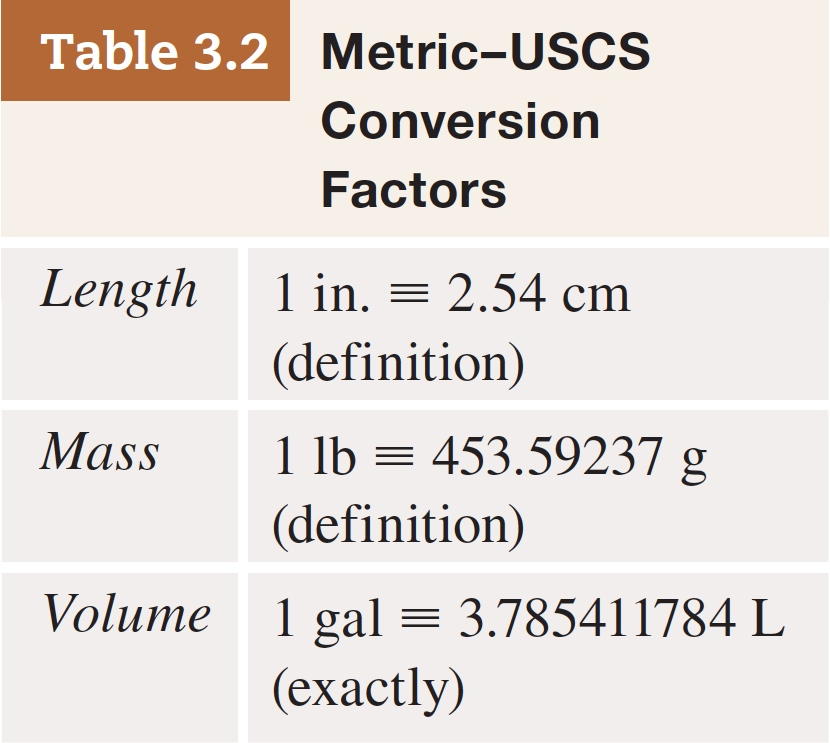 Table 3.2 Metric–USCS
Conversion
Factors
Length 1 in. ≡ 2.54 cm
(definition)
Mass 1 lb ≡ 453.59237 g
(definition)
Volume 1 gal ≡ 3.785411784 L
(exactly)